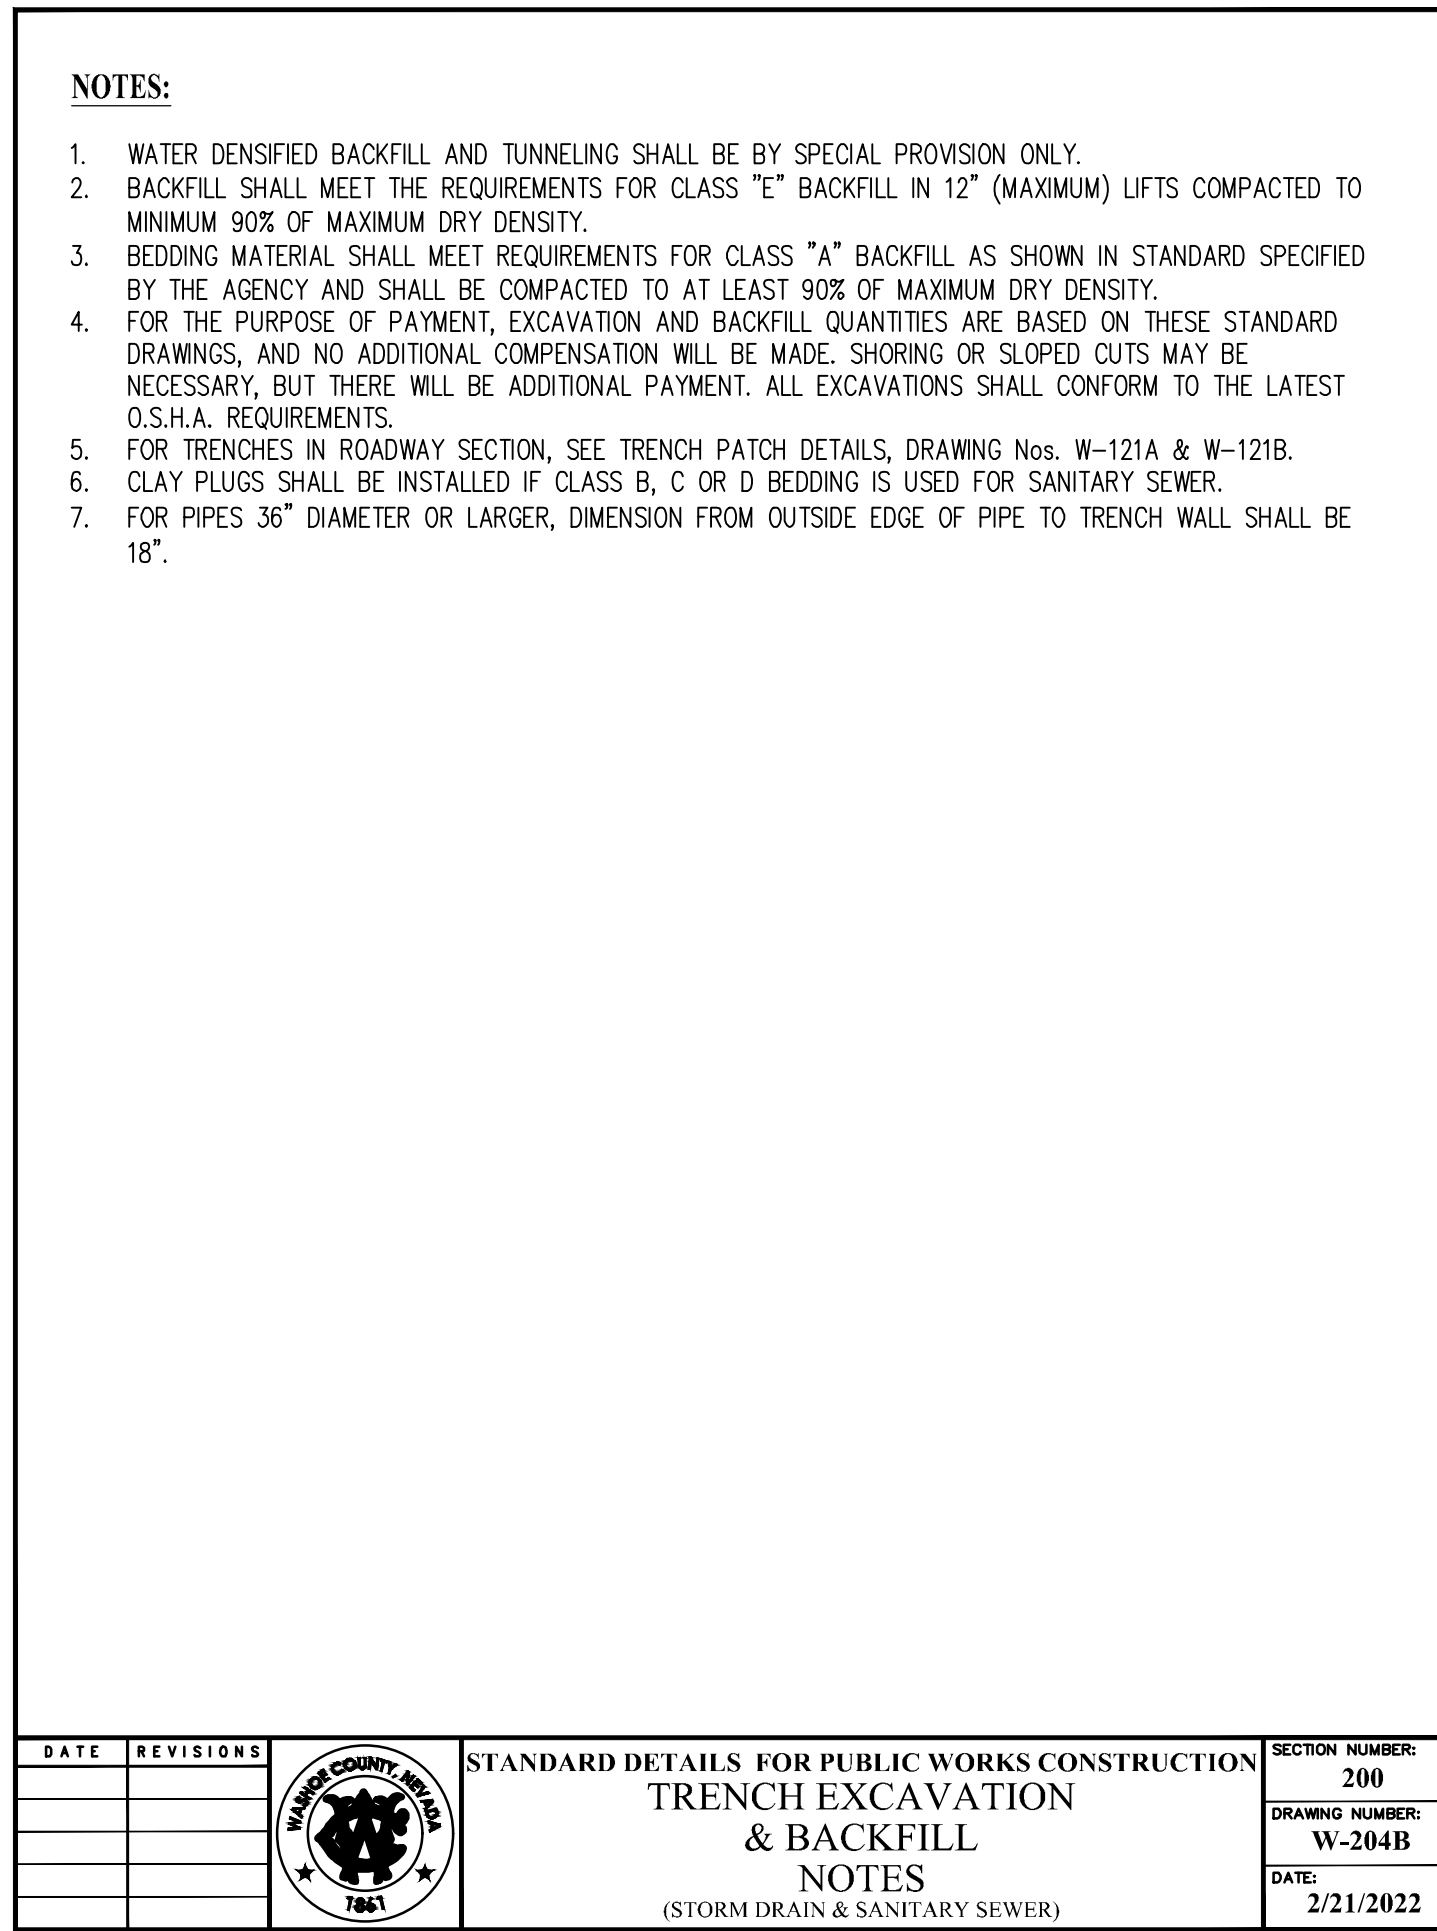 NOTES:
1. WATER DENSIFIED BACKFILL AND TUNNELING SHALL BE BY SPECIAL PROVISION ONLY.
2. BACKFILL SHALL MEET THE REQUIREMENTS FOR CLASS "E" BACKFILL IN 12" (MAXIMUM) LIFTS COMPACTED TO
MINIMUM 90% OF MAXIMUM DRY DENSITY.
3. BEDDING MATERIAL SHALL MEET REQUIREMENTS FOR CLASS "A" BACKFILL AS SHOWN IN STANDARD SPECIFIED
BY THE AGENCY AND SHALL BE COMPACTED TO AT LEAST 90% OF MAXIMUM DRY DENSITY.
4. FOR THE PURPOSE OF PAYMENT, EXCAVATION AND BACKFILL QUANTITIES ARE BASED ON THESE STANDARD
DRAWINGS, AND NO ADDITIONAL COMPENSATION WILL BE MADE. SHORING OR SLOPED CUTS MAY BE
NECESSARY, BUT THERE WILL BE ADDITIONAL PAYMENT. ALL EXCAVATIONS SHALL CONFORM TO THE LATEST
O.S.H.A. REQUIREMENTS.
5. FOR TRENCHES IN ROADWAY SECTION, SEE TRENCH PATCH DETAILS, DRAWING Nos. W-121A & W-121B.
6. CLAY PLUGS SHALL BE INSTALLED IF CLASS B, C OR D BEDDING IS USED FOR SANITARY SEWER.
7. FOR PIPES 36" DIAMETER OR LARGER, DIMENSION FROM OUTSIDE EDGE OF PIPE TO TRENCH WALL SHALL BE
18".
DATE REVISIONS
WASHOE COUNTY, NEVADA
1861
STANDARD DETAILS FOR PUBLIC WORKS CONSTRUCTION
TRENCH EXCAVATION
& BACKFILL
NOTES
(STORM DRAIN & SANITARY SEWER)
SECTION NUMBER:
200
DRAWING NUMBER:
W-204B
DATE:
2/21/2022